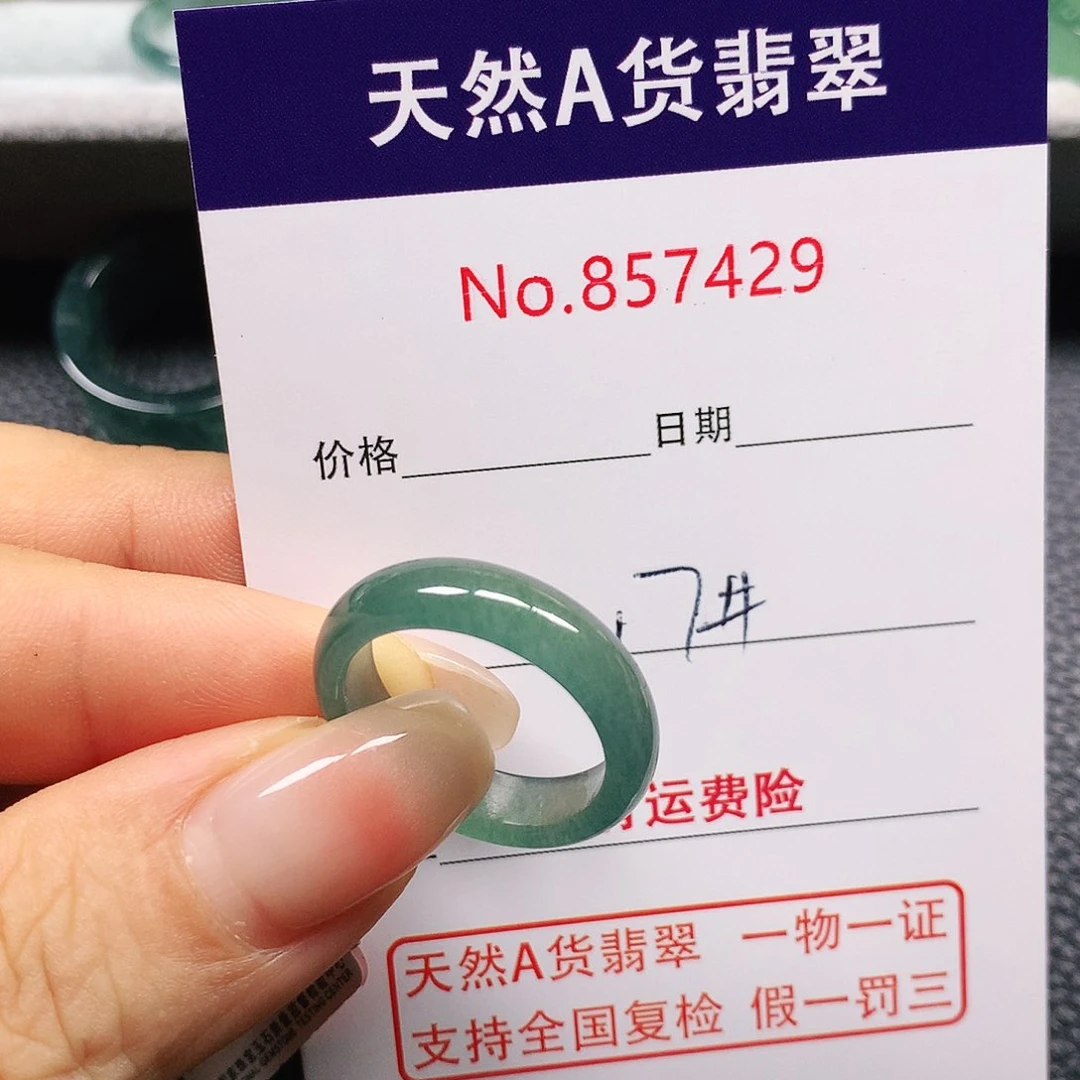 天然A货翡翠
No.857429
价格 日期
17#
运费险
天然A货翡翠 一物一证
支持全国复检 假一罚三